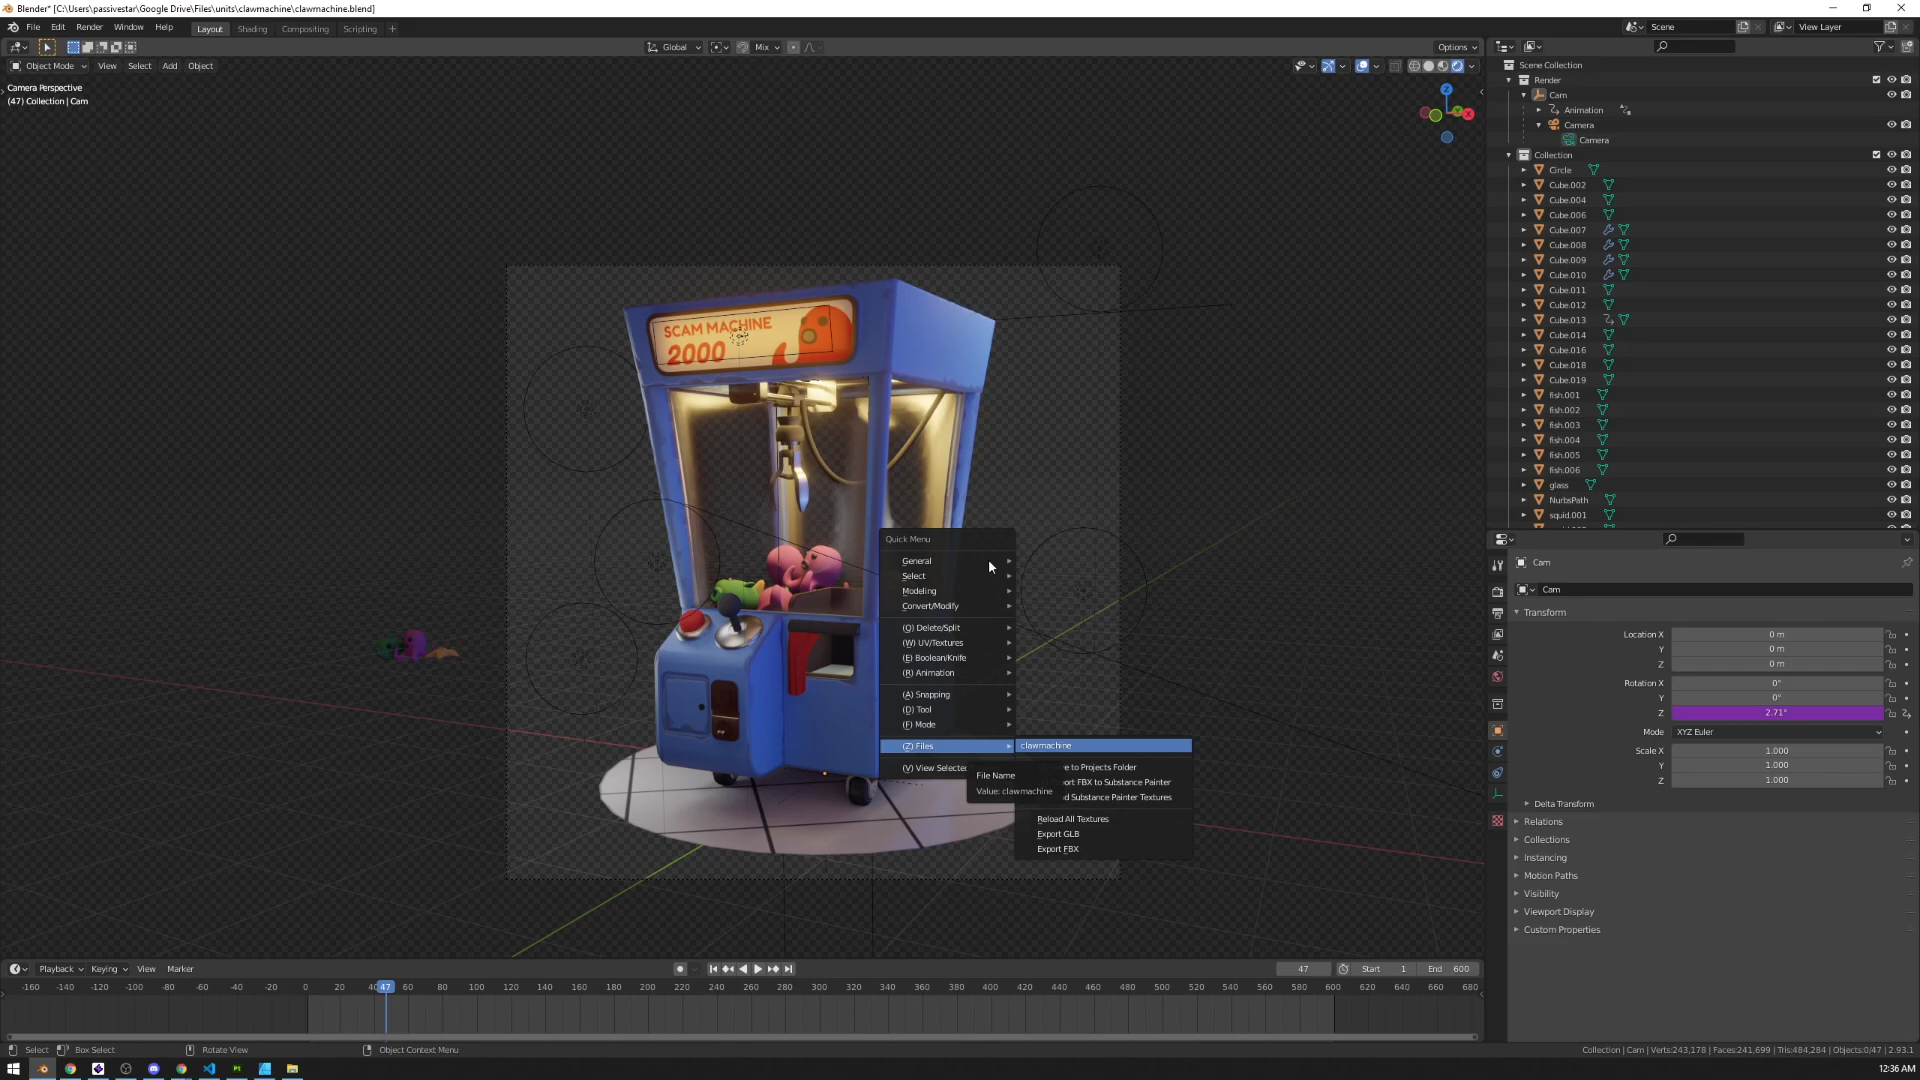 Blender* [C:\Users\passivestar\Google Drive\Files\units\clawmachine\clawmachine.blend]
File Edit Render Window Help Layout Shading Compositing Scripting + Scene View Layer
Global Mix Options
Object Mode View Select Add Object
Camera Perspective
(47) Collection | Cam
Z
Y
X
SCAM MACHINE
2000
Quick Menu
General
Select
Modeling
Convert/Modify
(Q) Delete/Split
(W) UV/Textures
(E) Boolean/Knife
(R) Animation
(A) Snapping
(D) Tool
(F) Mode
(Z) Files
(V) View Selected
clawmachine
File Name
Value: clawmachine
e to Projects Folder
ort FBX to Substance Painter
d Substance Painter Textures
Reload All Textures
Export GLB
Export FBX
Scene Collection
Render
Cam
Animation
Camera
Camera
Collection
Circle
Cube.002
Cube.004
Cube.006
Cube.007
Cube.008
Cube.009
Cube.010
Cube.011
Cube.012
Cube.013
Cube.014
Cube.016
Cube.018
Cube.019
fish.001
fish.002
fish.003
fish.004
fish.005
fish.006
glass
NurbsPath
squid.001
Cam
Cam
Transform
Location X 0 m
Y 0 m
Z 0 m
Rotation X 0°
Y 0°
Z 2.71°
Mode XYZ Euler
Scale X 1.000
Y 1.000
Z 1.000
Delta Transform
Relations
Collections
Instancing
Motion Paths
Visibility
Viewport Display
Custom Properties
Playback Keying View Marker 47 Start 1 End 600
-160 -140 -120 -100 -80 -60 -40 -20 0 20 40 47 60 80 100 120 140 160 180 200 220 240 260 280 300 320 340 360 380 400 420 440 460 480 500 520 540 560 580 600 620 640 660 680
Select Box Select Rotate View Object Context Menu Collection | Cam | Verts:243,178 | Faces:241,699 | Tris:484,284 | Objects:0/47 | 2.93.1
Pt 12:36 AM